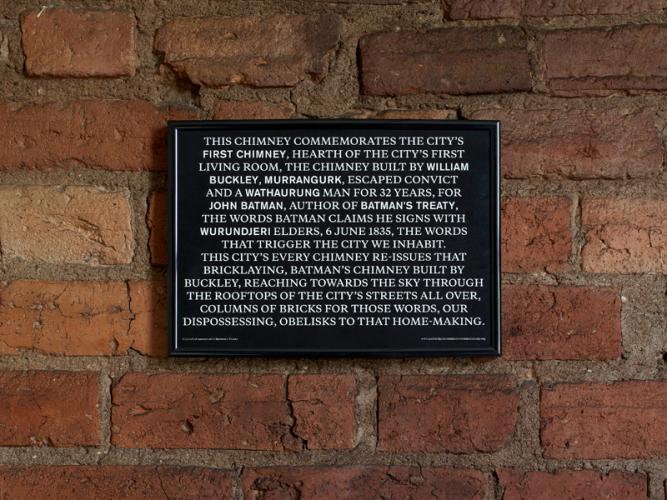 THIS CHIMNEY COMMEMORATES THE CITY'S
FIRST CHIMNEY, HEARTH OF THE CITY'S FIRST
LIVING ROOM, THE CHIMNEY BUILT BY WILLIAM
BUCKLEY, MURRANGURK, ESCAPED CONVICT
AND A WATHAURUNG MAN FOR 32 YEARS, FOR
JOHN BATMAN, AUTHOR OF BATMAN'S TREATY,
THE WORDS BATMAN CLAIMS HE SIGNS WITH
WURUNDJERI ELDERS, 6 JUNE 1835, THE WORDS
THAT TRIGGER THE CITY WE INHABIT.
THIS CITY'S EVERY CHIMNEY RE-ISSUES THAT
BRICKLAYING, BATMAN'S CHIMNEY BUILT BY
BUCKLEY, REACHING TOWARDS THE SKY THROUGH
THE ROOFTOPS OF THE CITY'S STREETS ALL OVER,
COLUMNS OF BRICKS FOR THOSE WORDS, OUR
DISPOSSESSING, OBELISKS TO THAT HOME-MAKING.